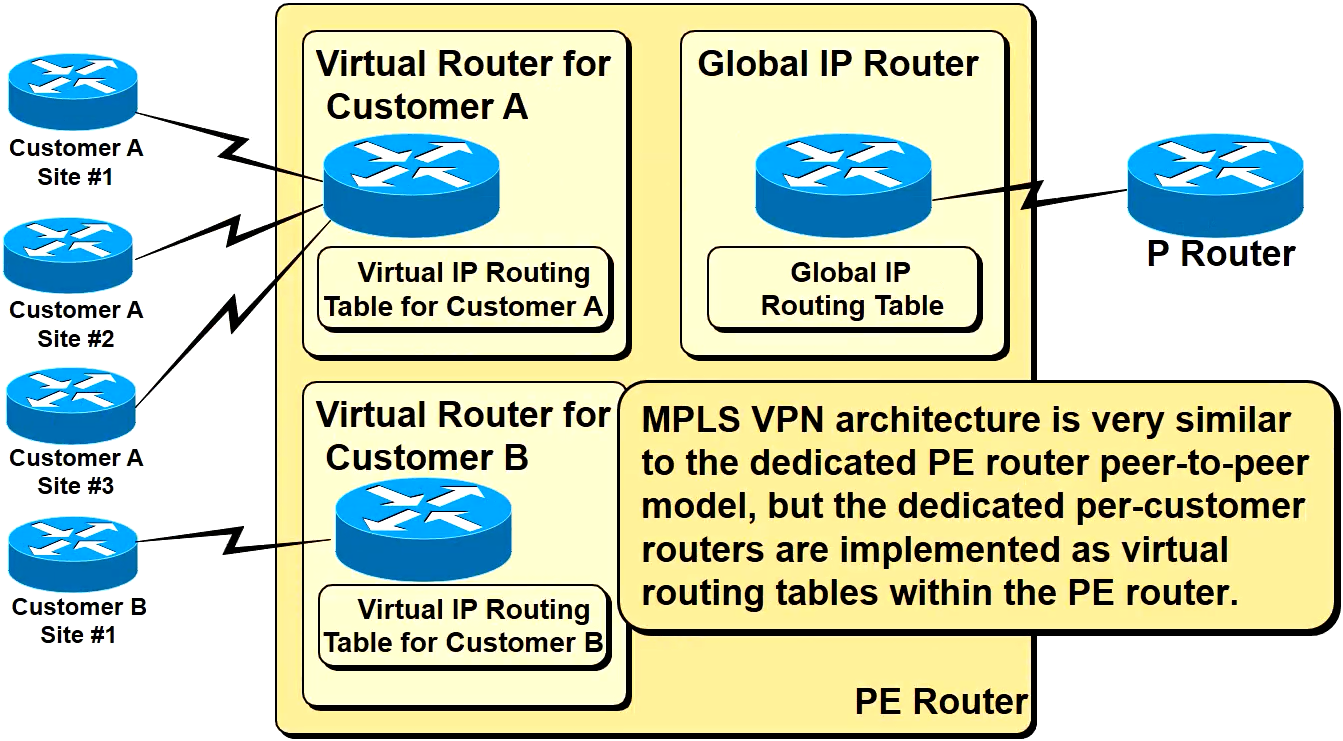 Customer A
Site #1
Customer A
Site #2
Customer A
Site #3
Customer B
Site #1
Virtual Router for
Customer A
Virtual IP Routing
Table for Customer A
Virtual Router for
Customer B
Virtual IP Routing
Table for Customer B
Global IP Router
Global IP
Routing Table
P Router
MPLS VPN architecture is very similar
to the dedicated PE router peer-to-peer
model, but the dedicated per-customer
routers are implemented as virtual
routing tables within the PE router.
PE Router